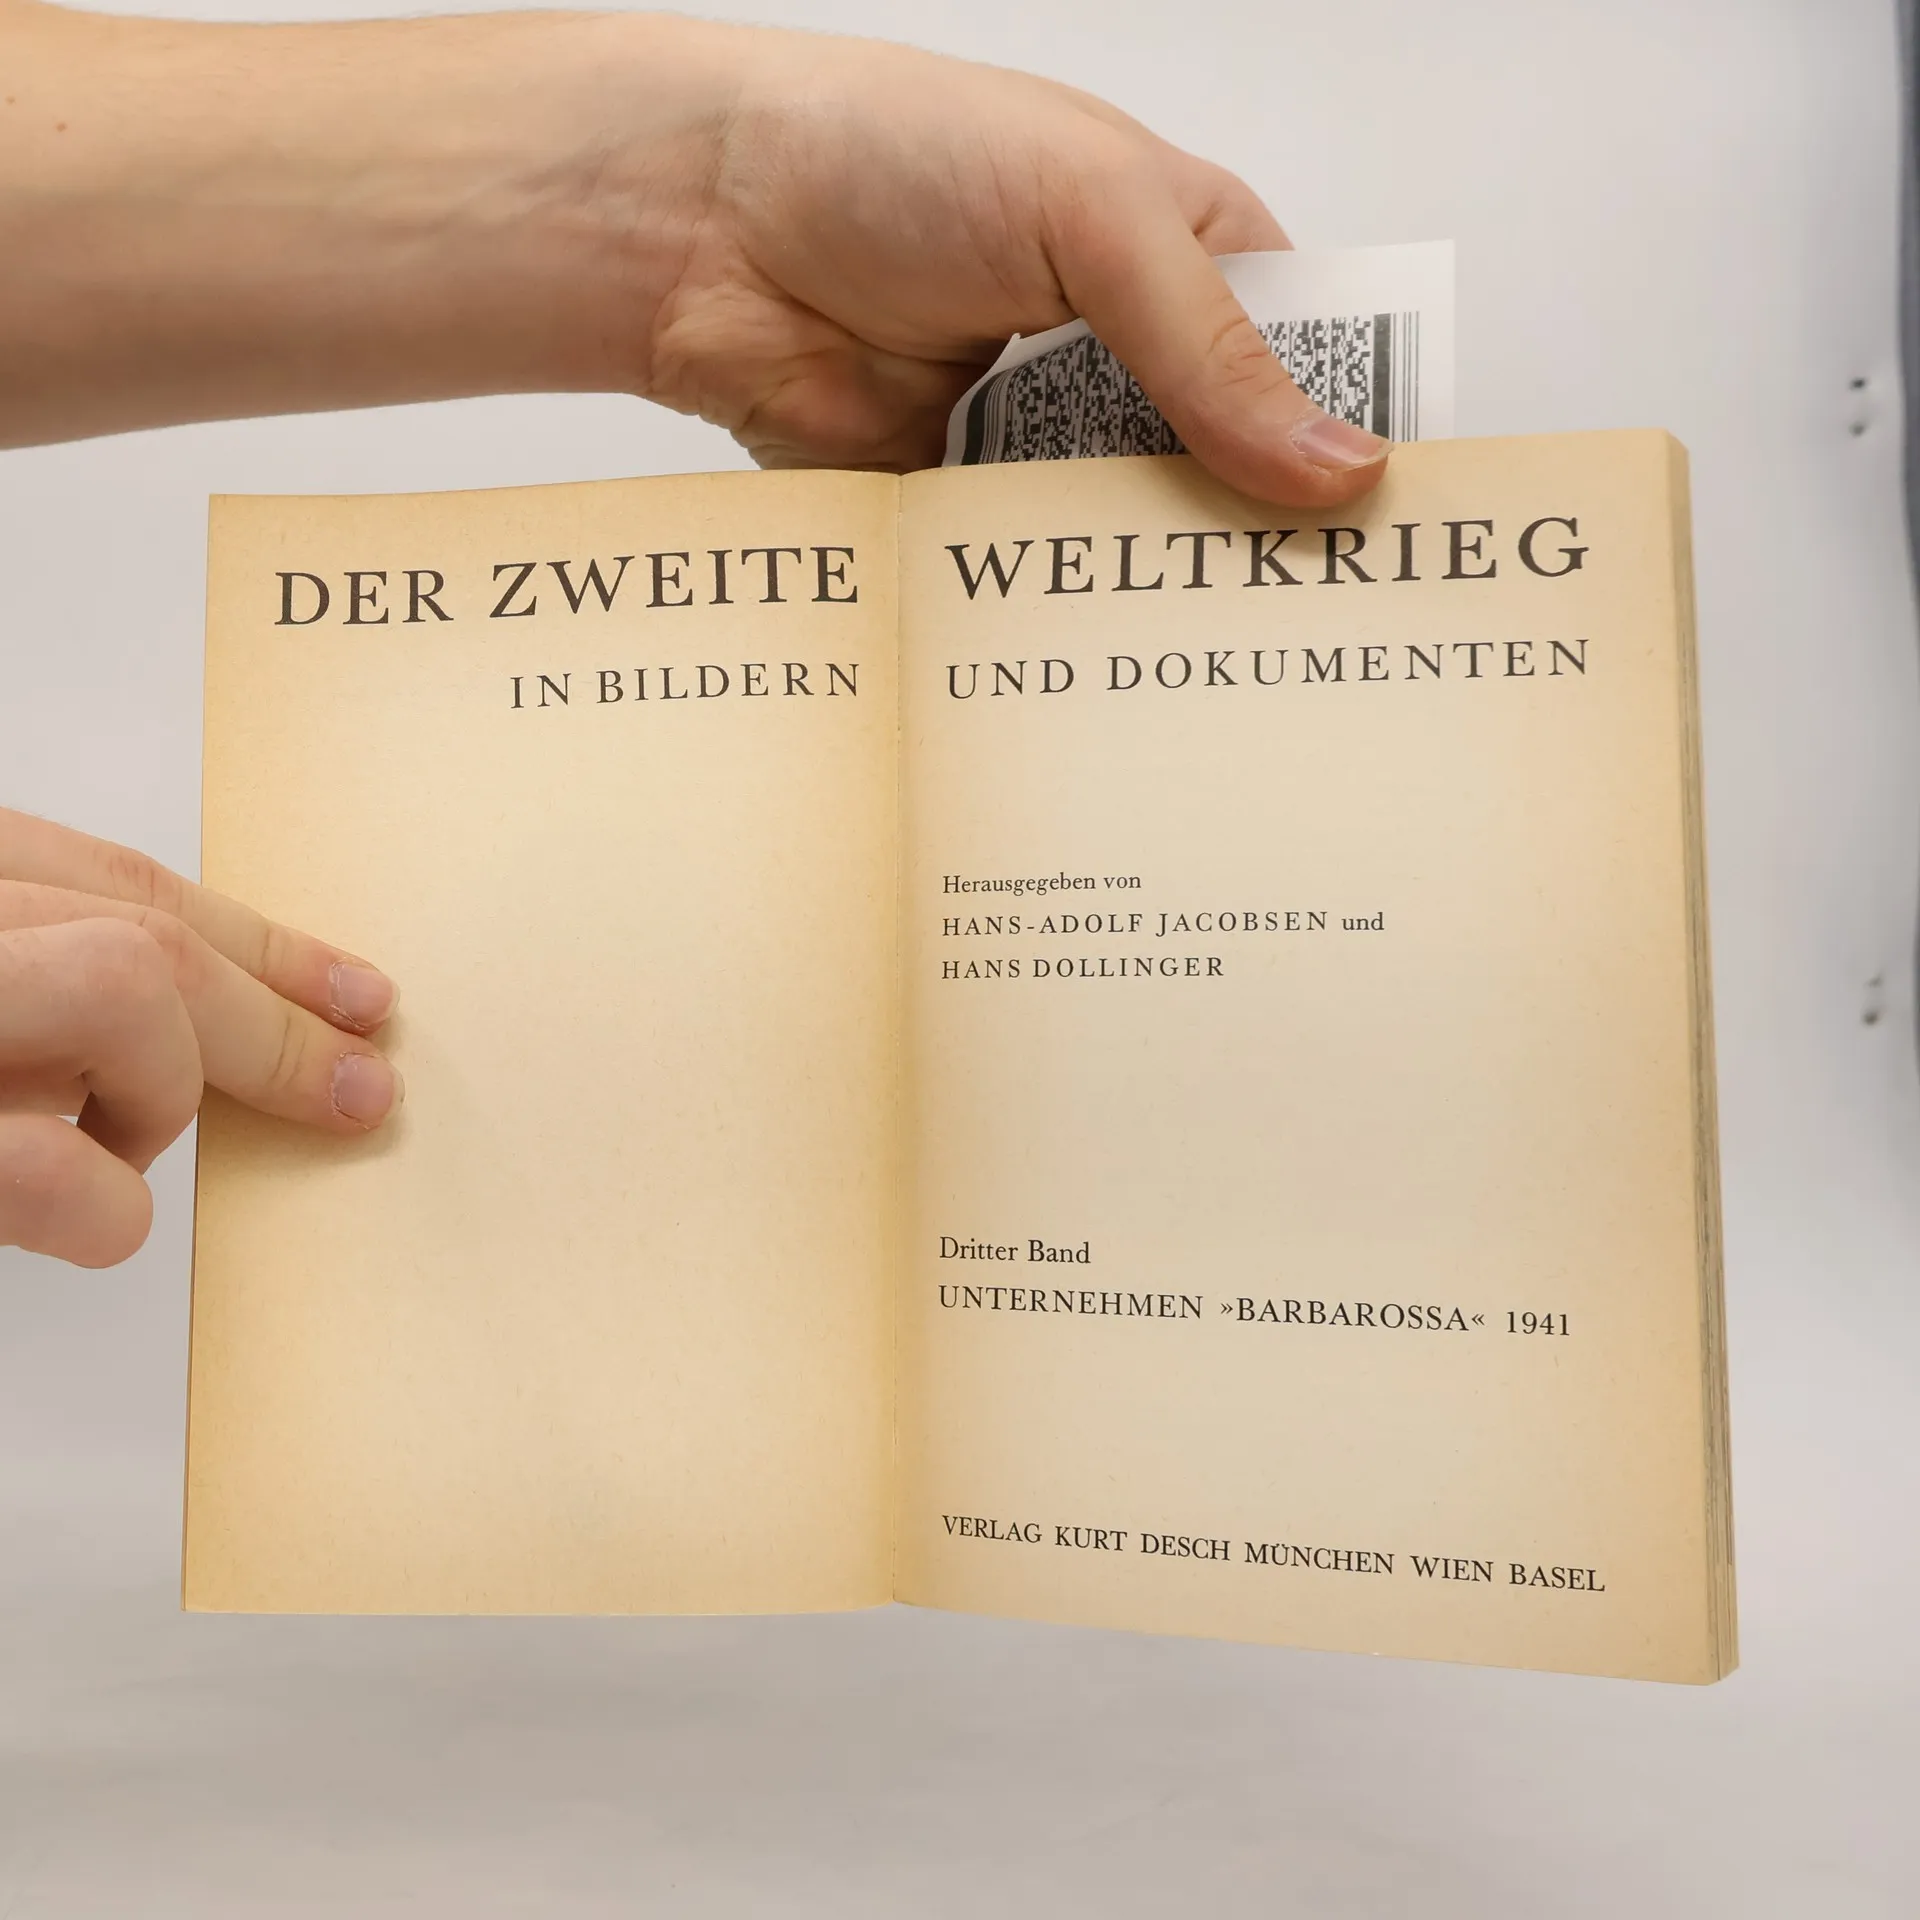 DER ZWEITE WELTKRIEG
IN BILDERN UND DOKUMENTEN
Herausgegeben von
HANS-ADOLF JACOBSEN und
HANS DOLLINGER
Dritter Band
UNTERNEHMEN »BARBAROSSA« 1941
VERLAG KURT DESCH MÜNCHEN WIEN BASEL